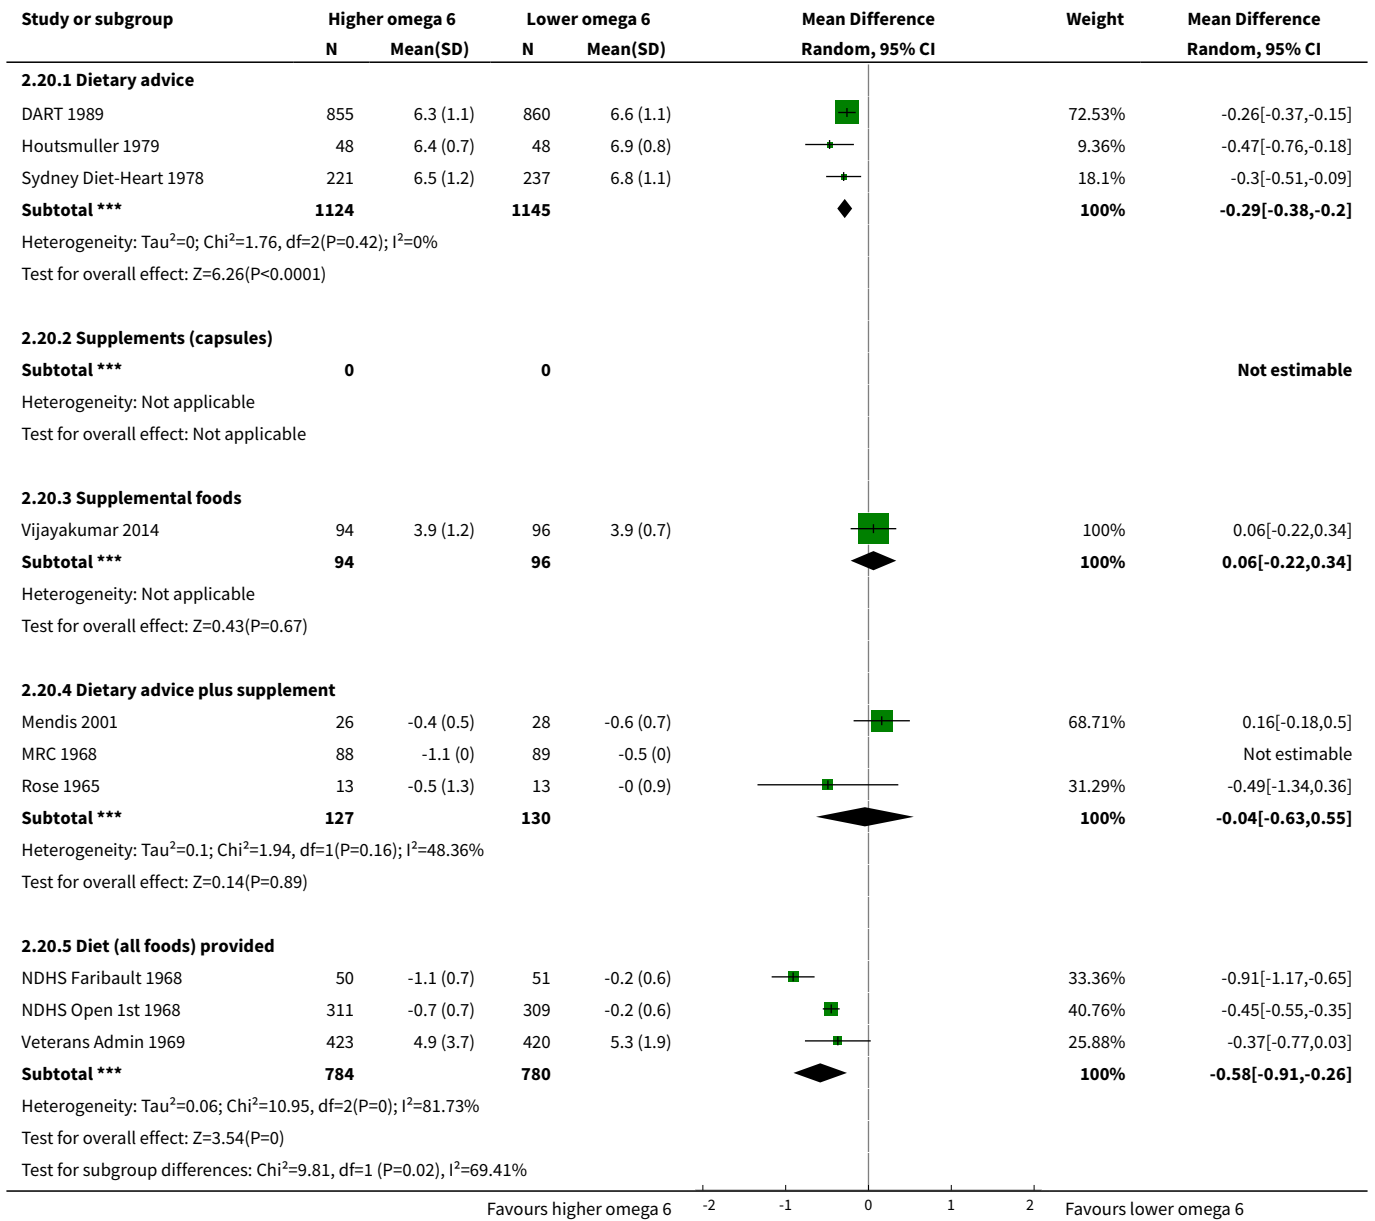 Study or subgroup Higher omega 6 Lower omega 6 Mean Difference Weight Mean Difference
N Mean(SD) N Mean(SD) Random, 95% CI Random, 95% CI
2.20.1 Dietary advice
DART 1989 855 6.3 (1.1) 860 6.6 (1.1) 72.53% -0.26[-0.37,-0.15]
Houtsmuller 1979 48 6.4 (0.7) 48 6.9 (0.8) 9.36% -0.47[-0.76,-0.18]
Sydney Diet-Heart 1978 221 6.5 (1.2) 237 6.8 (1.1) 18.1% -0.3[-0.51,-0.09]
Subtotal *** 1124 1145 100% -0.29[-0.38,-0.2]
Heterogeneity: Tau²=0; Chi²=1.76, df=2(P=0.42); I²=0%
Test for overall effect: Z=6.26(P<0.0001)
2.20.2 Supplements (capsules)
Subtotal *** 0 0 Not estimable
Heterogeneity: Not applicable
Test for overall effect: Not applicable
2.20.3 Supplemental foods
Vijayakumar 2014 94 3.9 (1.2) 96 3.9 (0.7) 100% 0.06[-0.22,0.34]
Subtotal *** 94 96 100% 0.06[-0.22,0.34]
Heterogeneity: Not applicable
Test for overall effect: Z=0.43(P=0.67)
2.20.4 Dietary advice plus supplement
Mendis 2001 26 -0.4 (0.5) 28 -0.6 (0.7) 68.71% 0.16[-0.18,0.5]
MRC 1968 88 -1.1 (0) 89 -0.5 (0) Not estimable
Rose 1965 13 -0.5 (1.3) 13 -0 (0.9) 31.29% -0.49[-1.34,0.36]
Subtotal *** 127 130 100% -0.04[-0.63,0.55]
Heterogeneity: Tau²=0.1; Chi²=1.94, df=1(P=0.16); I²=48.36%
Test for overall effect: Z=0.14(P=0.89)
2.20.5 Diet (all foods) provided
NDHS Faribault 1968 50 -1.1 (0.7) 51 -0.2 (0.6) 33.36% -0.91[-1.17,-0.65]
NDHS Open 1st 1968 311 -0.7 (0.7) 309 -0.2 (0.6) 40.76% -0.45[-0.55,-0.35]
Veterans Admin 1969 423 4.9 (3.7) 420 5.3 (1.9) 25.88% -0.37[-0.77,0.03]
Subtotal *** 784 780 100% -0.58[-0.91,-0.26]
Heterogeneity: Tau²=0.06; Chi²=10.95, df=2(P=0); I²=81.73%
Test for overall effect: Z=3.54(P=0)
Test for subgroup differences: Chi²=9.81, df=1 (P=0.02), I²=69.41%
Favours higher omega 6 -2 -1 0 1 2 Favours lower omega 6